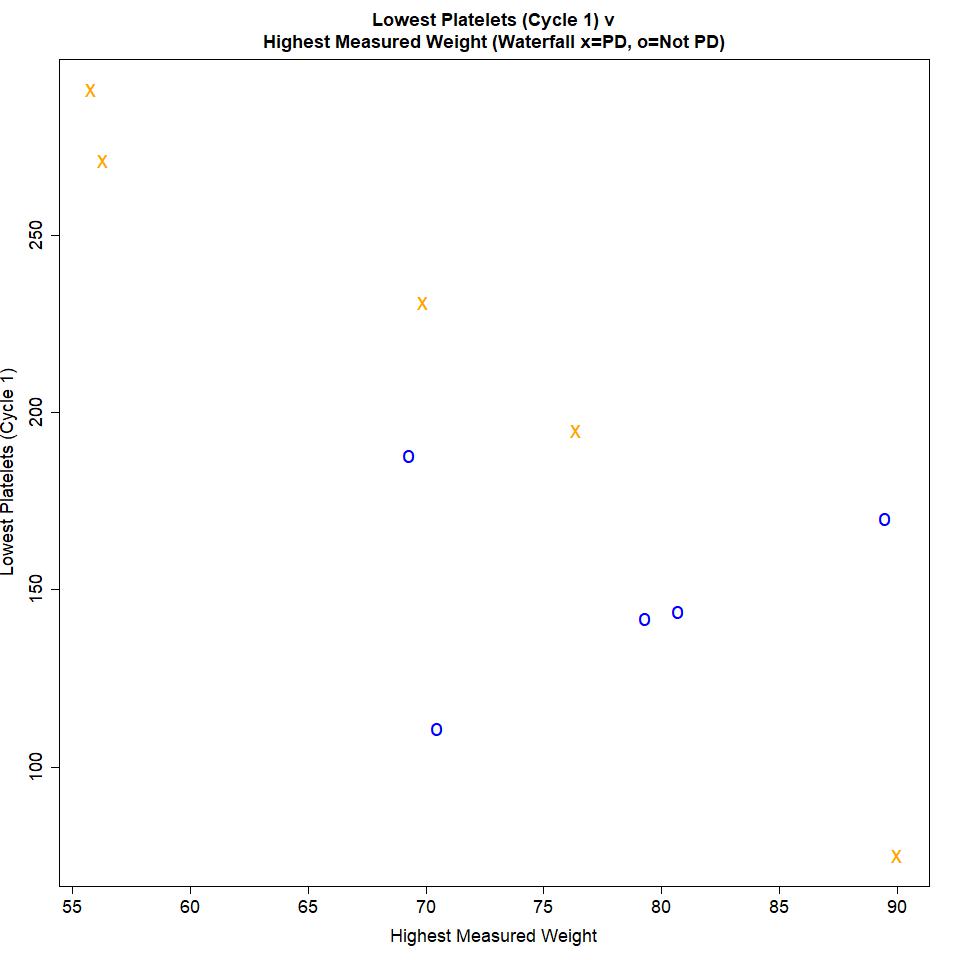 Lowest Platelets (Cycle 1) v
Highest Measured Weight (Waterfall x=PD, o=Not PD)
X
X
250
X
200
X
O
Lowest Platelets (Cycle 1)
O
150
O
O
O
100
X
55 60 65 70 75 80 85 90
Highest Measured Weight